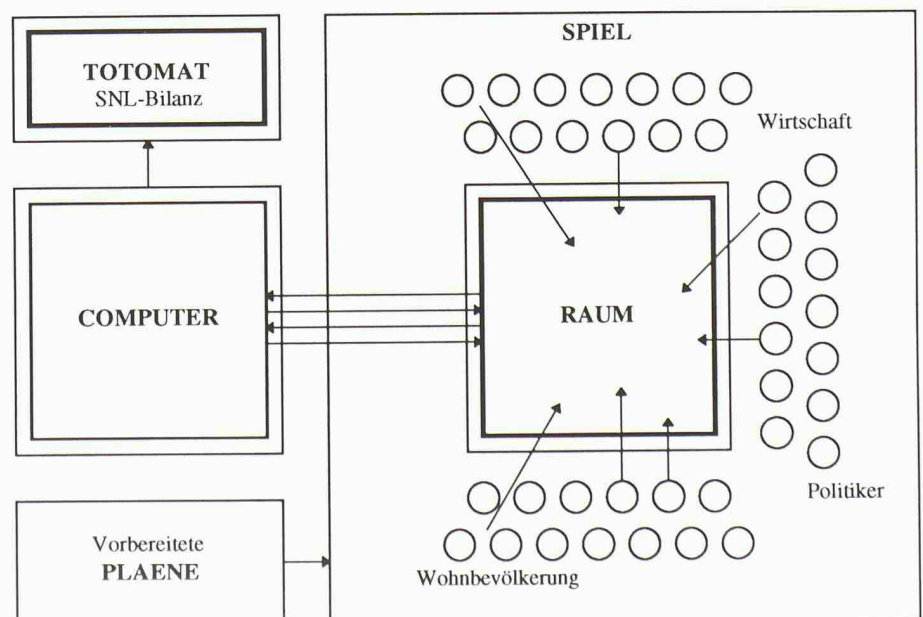 TOTOMAT
SNL-Bilanz
COMPUTER
Vorbereitete
PLAENE
SPIEL
Wirtschaft
RAUM
Politiker
Wohnbevölkerung